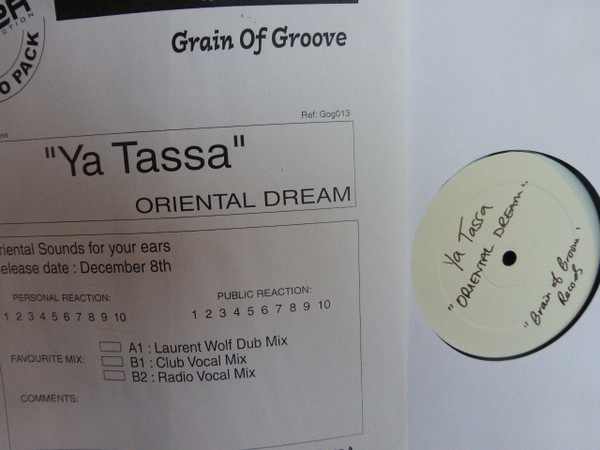 CTION
O PACK
Grain Of Groove
Ref: Gog013
"Ya Tassa"
ORIENTAL DREAM
riental Sounds for your ears
elease date : December 8th
PERSONAL REACTION:
PUBLIC REACTION:
1 2 3 4 5 6 7 8 9 10
1 2 3 4 5 6 7 8 9 10
FAVOURITE MIX:
A1 : Laurent Wolf Dub Mix
B1 : Club Vocal Mix
B2 : Radio Vocal Mix
COMMENTS:
Ya Tassa
"ORIENTAL DREAM"
"Grain of Groove"
Records